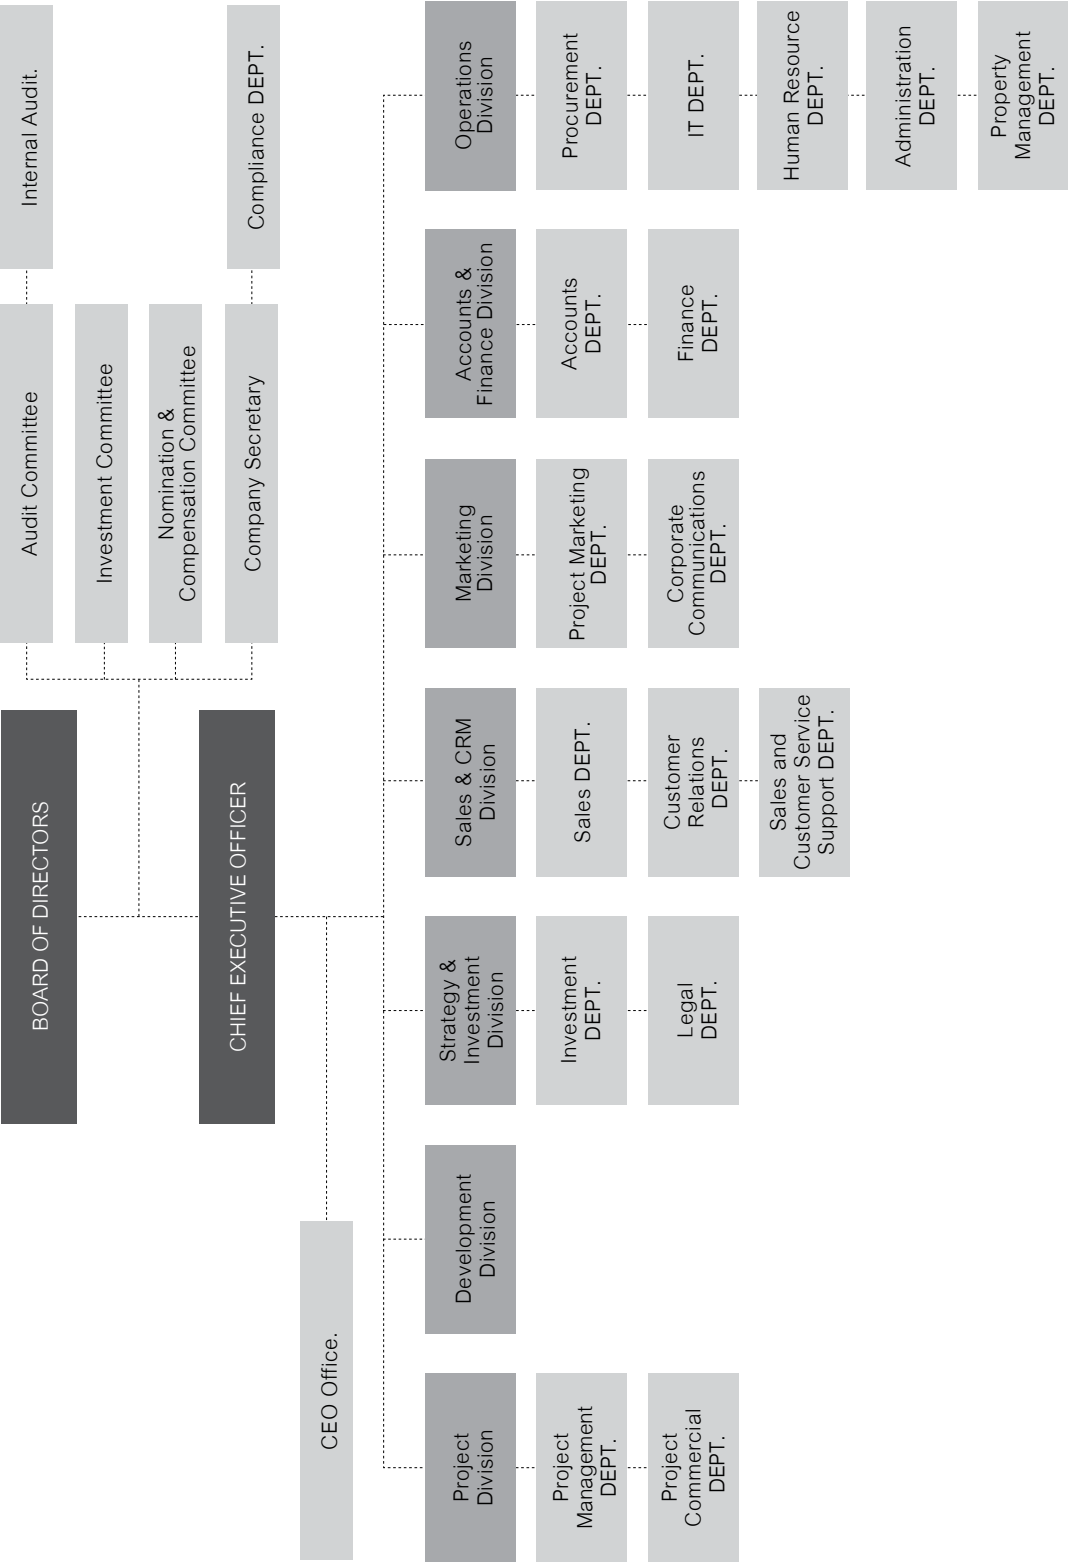 BOARD OF DIRECTORS
Audit Committee
Internal Audit.
Investment Committee
Nomination &
Compensation Committee
Company Secretary
Compliance DEPT.
CHIEF EXECUTIVE OFFICER
CEO Office.
Project
Division
Project
Management
DEPT.
Project
Commercial
DEPT.
Development
Division
Strategy &
Investment
Division
Investment
DEPT.
Legal
DEPT.
Sales & CRM
Division
Sales DEPT.
Customer
Relations
DEPT.
Sales and
Customer Service
Support DEPT.
Marketing
Division
Project Marketing
DEPT.
Corporate
Communications
DEPT.
Accounts &
Finance Division
Accounts
DEPT.
Finance
DEPT.
Operations
Division
Procurement
DEPT.
IT DEPT.
Human Resource
DEPT.
Administration
DEPT.
Property
Management
DEPT.